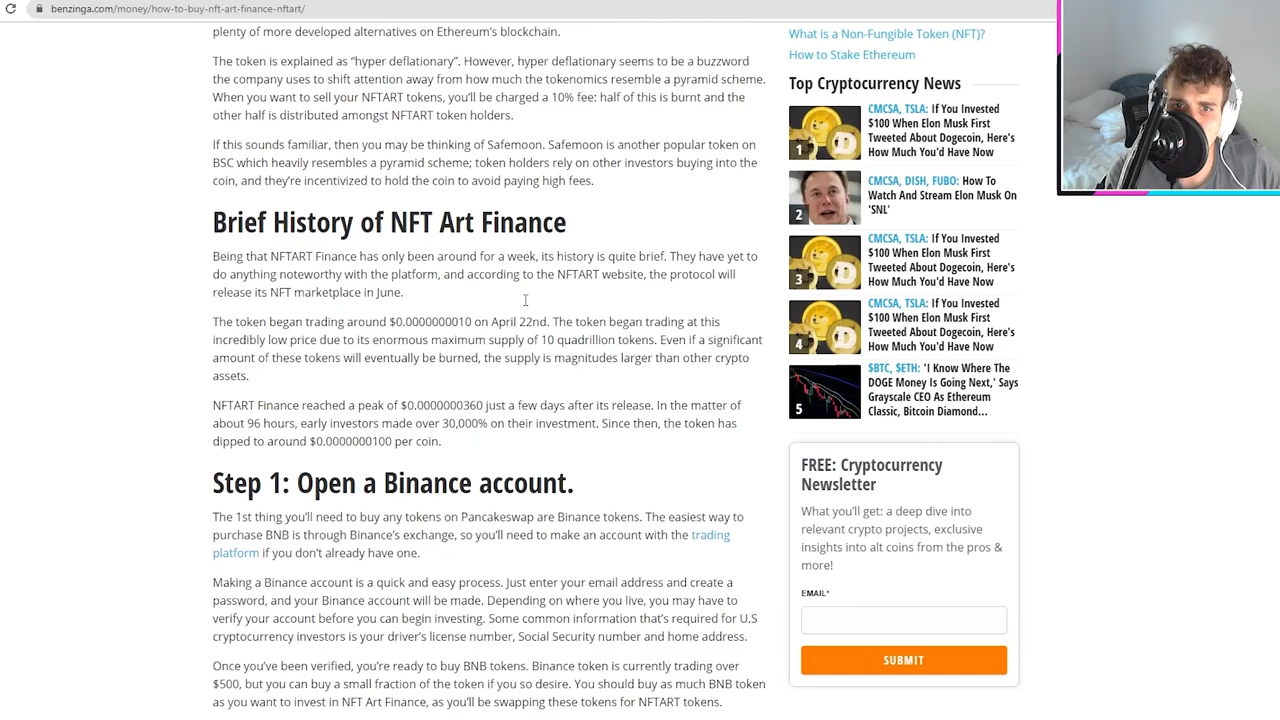 benzinga.com/money/how-to-buy-nft-art-finance-nftart/
plenty of more developed alternatives on Ethereum's blockchain.
The token is explained as “hyper deflationary”. However, hyper deflationary seems to be a buzzword
the company uses to shift attention away from how much the tokenomics resemble a pyramid scheme.
When you want to sell your NFTART tokens, you'll be charged a 10% fee: half of this is burnt and the
other half is distributed amongst NFTART token holders.
If this sounds familiar, then you may be thinking of Safemoon. Safemoon is another popular token on
BSC which heavily resembles a pyramid scheme; token holders rely on other investors buying into the
coin, and they're incentivized to hold the coin to avoid paying high fees.
Brief History of NFT Art Finance
Being that NFTART Finance has only been around for a week, its history is quite brief. They have yet to
do anything noteworthy with the platform, and according to the NFTART website, the protocol will
release its NFT marketplace in June.
The token began trading around $0.0000000010 on April 22nd. The token began trading at this
incredibly low price due to its enormous maximum supply of 10 quadrillion tokens. Even if a significant
amount of these tokens will eventually be burned, the supply is magnitudes larger than other crypto
assets.
NFTART Finance reached a peak of $0.0000000360 just a few days after its release. In the matter of
about 96 hours, early investors made over 30,000% on their investment. Since then, the token has
dipped to around $0.0000000100 per coin.
Step 1: Open a Binance account.
The 1st thing you'll need to buy any tokens on Pancakeswap are Binance tokens. The easiest way to
purchase BNB is through Binance's exchange, so you'll need to make an account with the trading
platform if you don't already have one.
Making a Binance account is a quick and easy process. Just enter your email address and create a
password, and your Binance account will be made. Depending on where you live, you may have to
verify your account before you can begin investing. Some common information that's required for U.S
cryptocurrency investors is your driver's license number, Social Security number and home address.
Once you've been verified, you're ready to buy BNB tokens. Binance token is currently trading over
$500, but you can buy a small fraction of the token if you so desire. You should buy as much BNB token
as you want to invest in NFT Art Finance, as you'll be swapping these tokens for NFTART tokens.
What is a Non-Fungible Token (NFT)?
How to Stake Ethereum
Top Cryptocurrency News
1
CMCSA, TSLA: If You Invested
$100 When Elon Musk First
Tweeted About Dogecoin, Here's
How Much You'd Have Now
2
CMCSA, DISH, FUBO: How To
Watch And Stream Elon Musk On
'SNL'
3
CMCSA, TSLA: If You Invested
$100 When Elon Musk First
Tweeted About Dogecoin, Here's
How Much You'd Have Now
4
CMCSA, TSLA: If You Invested
$100 When Elon Musk First
Tweeted About Dogecoin, Here's
How Much You'd Have Now
5
$BTC, $ETH: 'I Know Where The
DOGE Money Is Going Next,' Says
Grayscale CEO As Ethereum
Classic, Bitcoin Diamond...
FREE: Cryptocurrency
Newsletter
What you'll get: a deep dive into
relevant crypto projects, exclusive
insights into alt coins from the pros &
more!
EMAIL*
SUBMIT